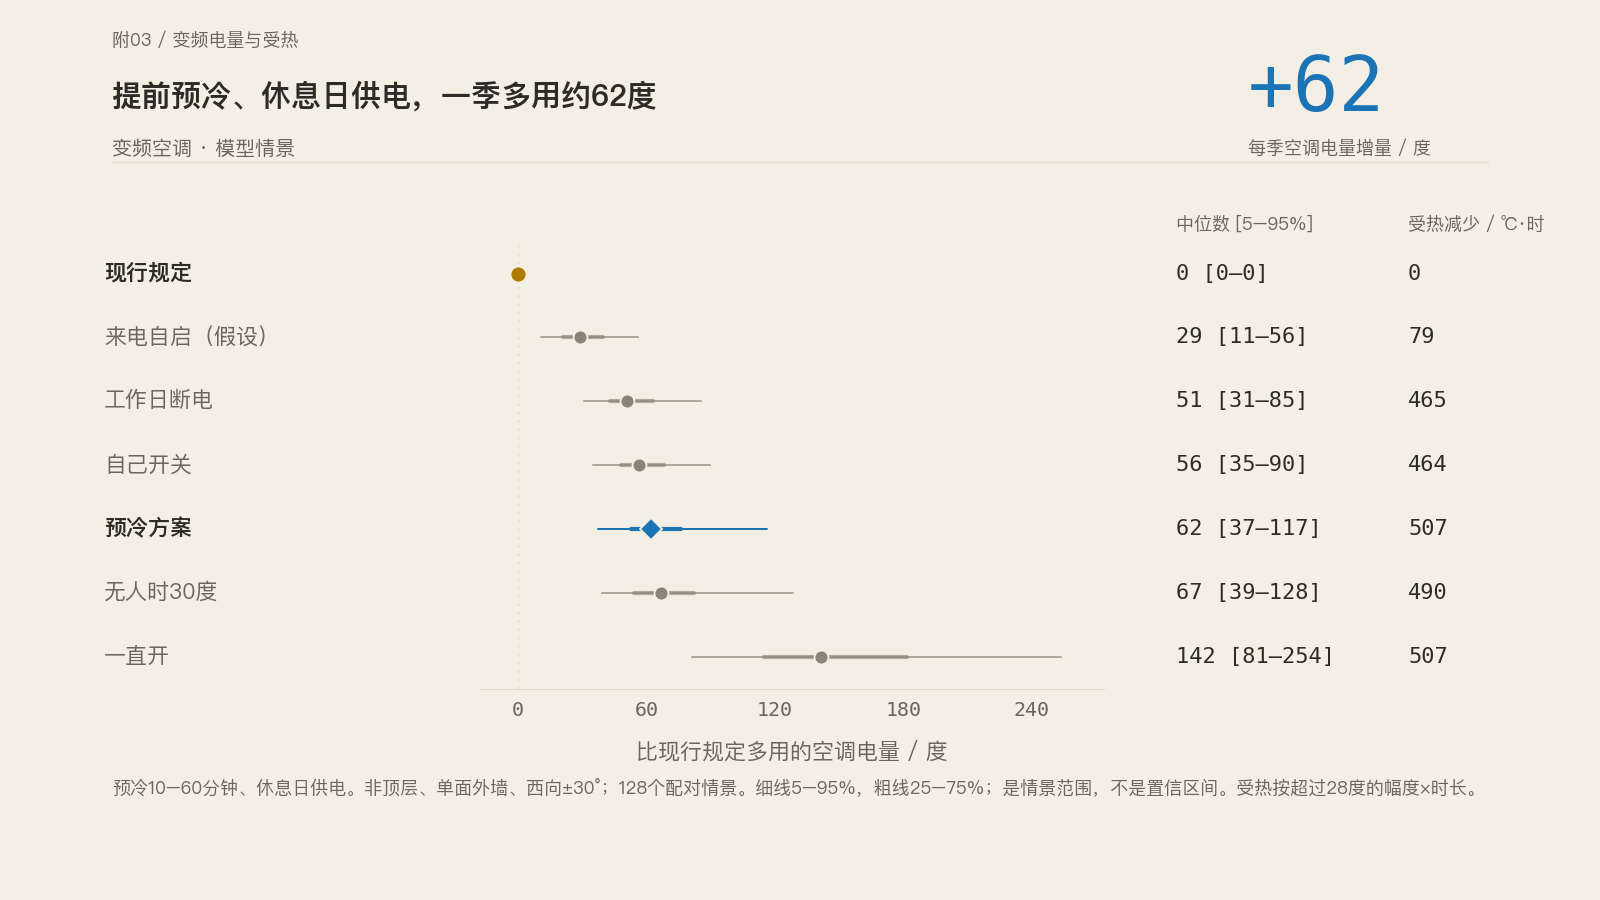 附03 / 变频电量与受热
提前预冷、休息日供电，一季多用约62度
变频空调 · 模型情景
+62
每季空调电量增量 / 度
中位数 [5—95%] 受热减少 / ℃·时
现行规定 0 [0—0] 0
来电自启（假设） 29 [11—56] 79
工作日断电 51 [31—85] 465
自己开关 56 [35—90] 464
预冷方案 62 [37—117] 507
无人时30度 67 [39—128] 490
一直开 142 [81—254] 507
0 60 120 180 240
比现行规定多用的空调电量 / 度
预冷10—60分钟、休息日供电。非顶层、单面外墙、西向±30°；128个配对情景。细线5—95%，粗线25—75%；是情景范围，不是置信区间。受热按超过28度的幅度×时长。